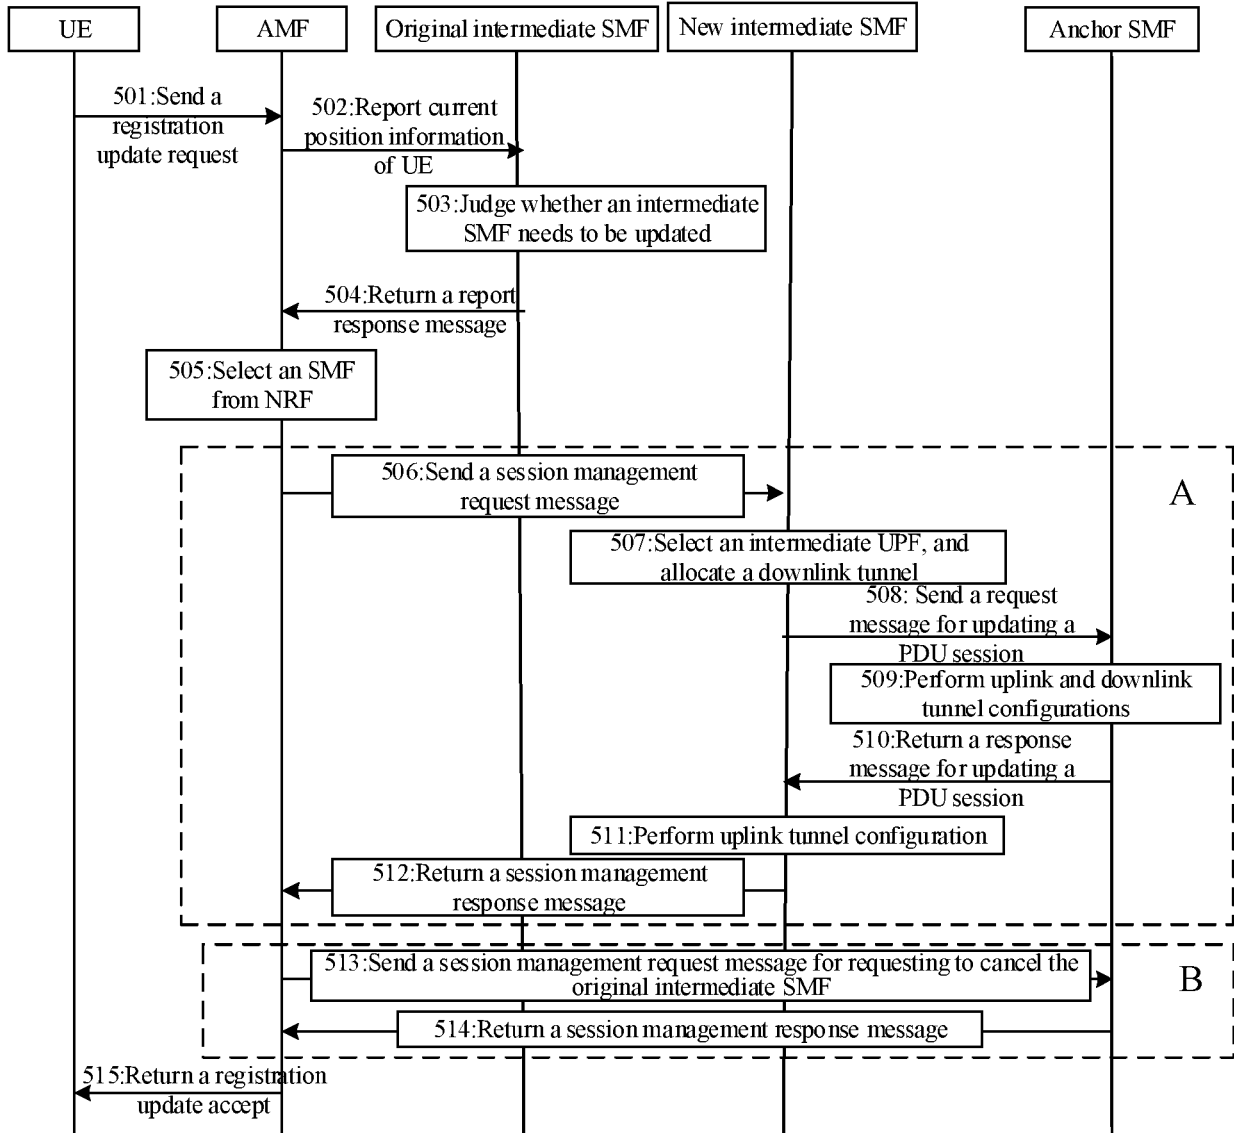 UE
AMF
Original intermediate SMF
New intermediate SMF
Anchor SMF
501:Send a
registration
update request
502:Report current
position information
of UE
503:Judge whether an intermediate
SMF needs to be updated
504:Return a report
response message
505:Select an SMF
from NRF
506:Send a session management
request message
A
507:Select an intermediate UPF, and
allocate a downlink tunnel
508: Send a request
message for updating a
PDU session
509:Perform uplink and downlink
tunnel configurations
510:Return a response
message for updating a
PDU session
511:Perform uplink tunnel configuration
512:Return a session management
response message
513:Send a session management request message for requesting to cancel the
original intermediate SMF
B
514:Return a session management response message
515:Return a registration
update accept